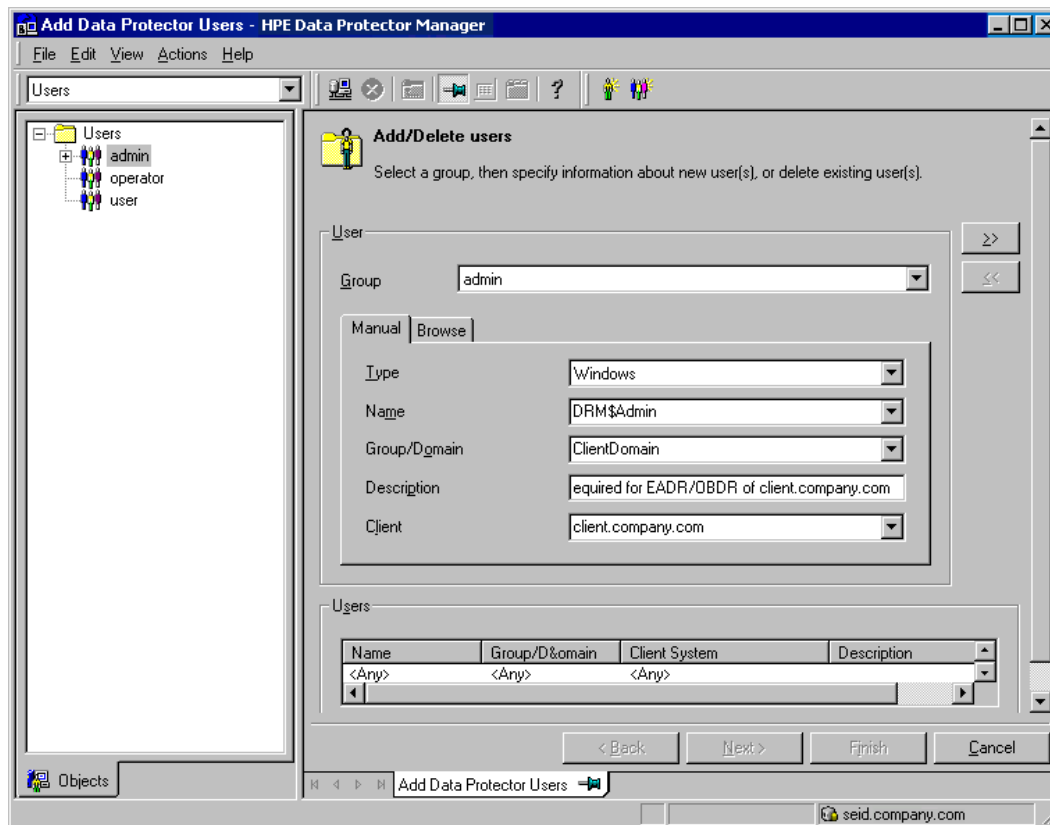 Add Data Protector Users - HPE Data Protector Manager
File Edit View Actions Help
Users
Users
admin
operator
user
Add/Delete users
Select a group, then specify information about new user(s), or delete existing user(s).
User
>>
<<
Group admin
Manual Browse
Type Windows
Name DRM$Admin
Group/Domain ClientDomain
Description equired for EADR/OBDR of client.company.com
Client client.company.com
Users
Name Group/D&omain Client System Description
<Any> <Any> <Any>
< Back Next > Finish Cancel
Objects
Add Data Protector Users
seid.company.com